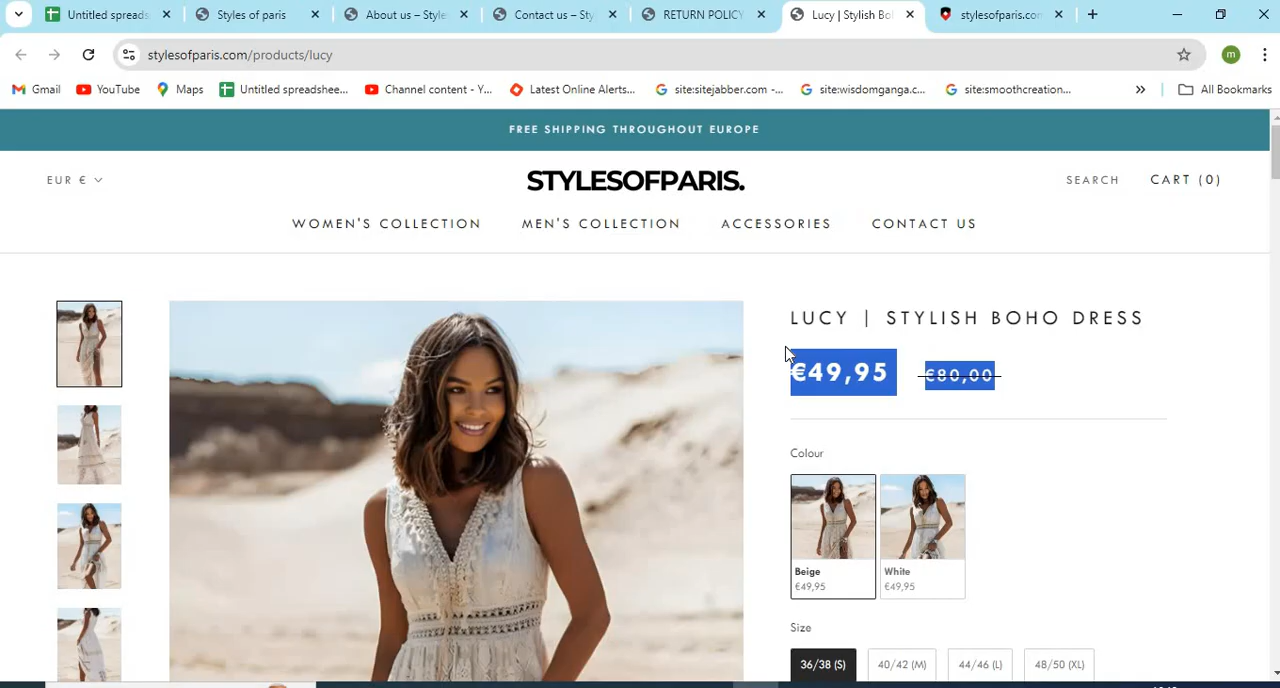 Untitled spreads
Styles of paris
About us – Style
Contact us – Sty
RETURN POLICY
Lucy | Stylish Bo
stylesofparis.com
stylesofparis.com/products/lucy
m
Gmail
YouTube
Maps
Untitled spreadshee...
Channel content - Y...
Latest Online Alerts...
site:sitejabber.com -...
site:wisdomganga.c...
site:smoothcreation...
All Bookmarks
FREE SHIPPING THROUGHOUT EUROPE
EUR €
STYLESOFPARIS.
SEARCH
CART (0)
WOMEN'S COLLECTION
MEN'S COLLECTION
ACCESSORIES
CONTACT US
LUCY | STYLISH BOHO DRESS
€49,95 €80,00
Colour
Beige
€49,95
White
€49,95
Size
36/38 (S)
40/42 (M)
44/46 (L)
48/50 (XL)